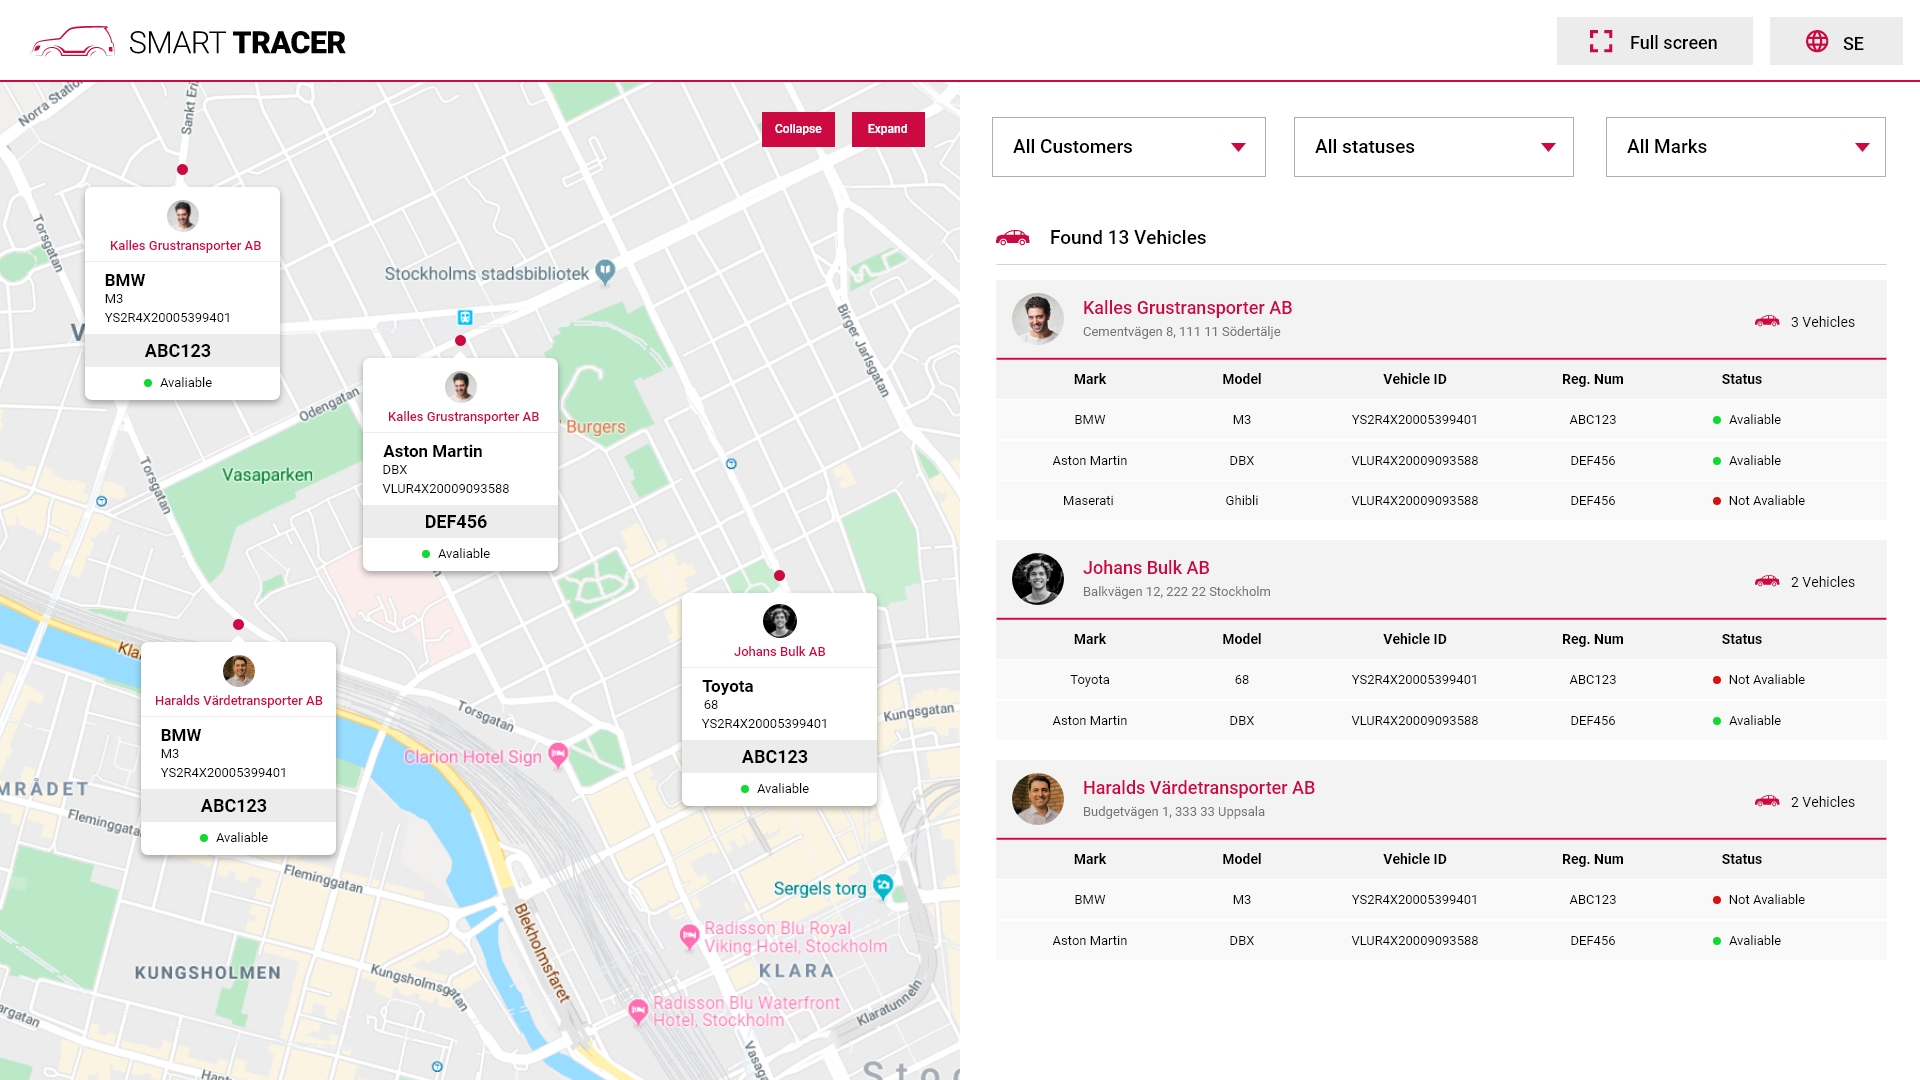 SMART TRACER
Full screen
SE
Norra Statio
Sankt Eri
Torsgatan
Collapse
Expand
Kalles Grustransporter AB
BMW
M3
YS2R4X20005399401
ABC123
Avaliable
V
Stockholms stadsbibliotek
Birger Jarlsgatan
Odengatan
Kalles Grustransporter AB
Aston Martin
DBX
VLUR4X20009093588
DEF456
Avaliable
Burgers
Vasaparken
Torsgatan
Kla
Haralds Värdetransporter AB
BMW
M3
YS2R4X20005399401
ABC123
Avaliable
Johans Bulk AB
Toyota
68
YS2R4X20005399401
ABC123
Avaliable
Torsgatan
Kungsgatan
Clarion Hotel Sign
MRÅDET
Fleminggatan
Fleminggatan
Sergels torg
Blekholmsfaret
Radisson Blu Royal
Viking Hotel, Stockholm
KLARA
KUNGSHOLMEN
Kungsholmsgatan
Radisson Blu Waterfront
Hotel, Stockholm
Klaratunneln
argatan
Vasaga
Hant
Stoc
All Customers
All statuses
All Marks
Found 13 Vehicles
Kalles Grustransporter AB
Cementvägen 8, 111 11 Södertälje
3 Vehicles
Mark Model Vehicle ID Reg. Num Status
BMW M3 YS2R4X20005399401 ABC123 Avaliable
Aston Martin DBX VLUR4X20009093588 DEF456 Avaliable
Maserati Ghibli VLUR4X20009093588 DEF456 Not Avaliable
Johans Bulk AB
Balkvägen 12, 222 22 Stockholm
2 Vehicles
Mark Model Vehicle ID Reg. Num Status
Toyota 68 YS2R4X20005399401 ABC123 Not Avaliable
Aston Martin DBX VLUR4X20009093588 DEF456 Avaliable
Haralds Värdetransporter AB
Budgetvägen 1, 333 33 Uppsala
2 Vehicles
Mark Model Vehicle ID Reg. Num Status
BMW M3 YS2R4X20005399401 ABC123 Not Avaliable
Aston Martin DBX VLUR4X20009093588 DEF456 Avaliable